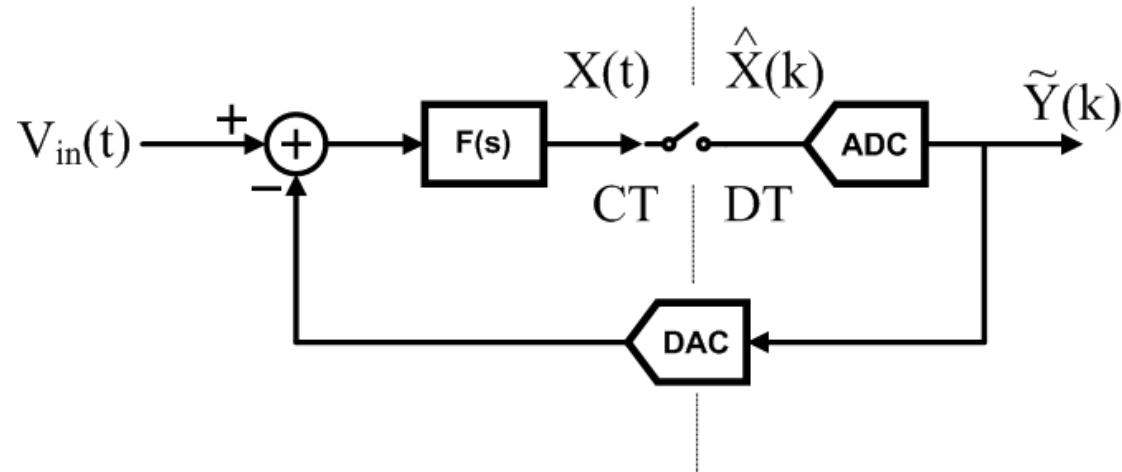 V_in(t)
+
−
+
F(s)
X(t)
X̂(k)
CT
DT
ADC
Ỹ(k)
DAC